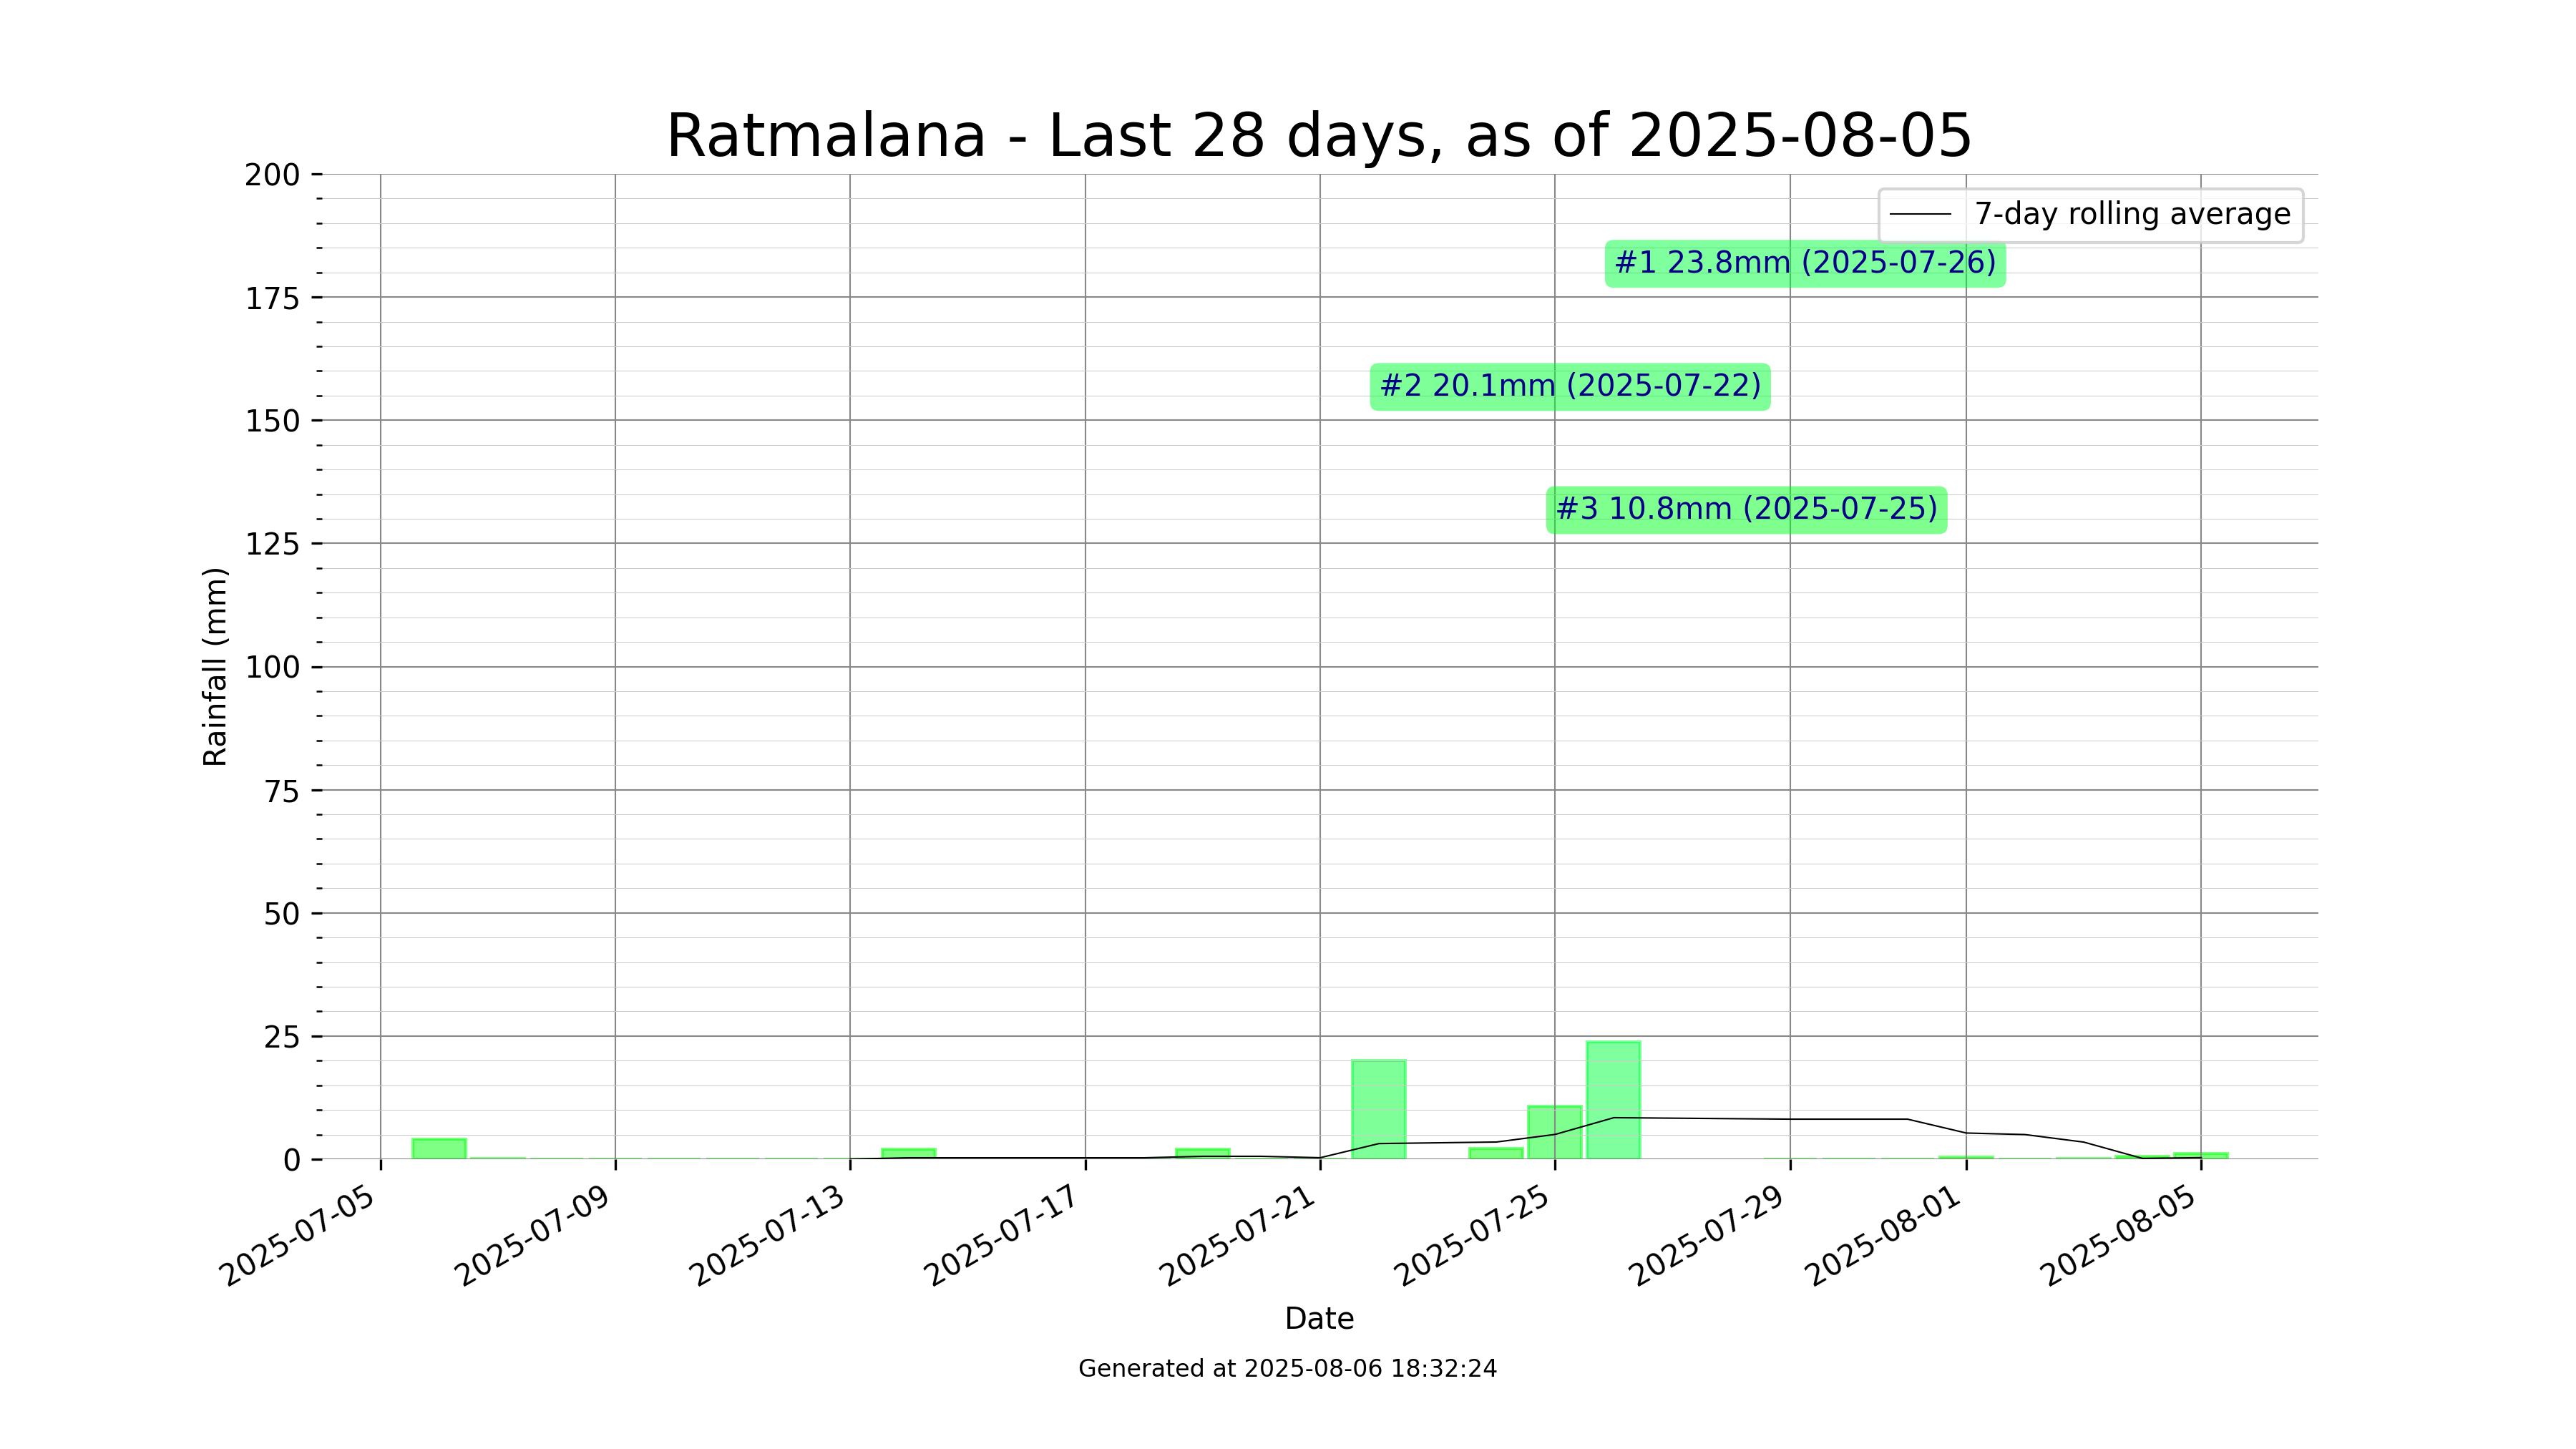 Ratmalana - Last 28 days, as of 2025-08-05
200
175
150
125
100
75
50
25
0
Rainfall (mm)
7-day rolling average
#1 23.8mm (2025-07-26)
#2 20.1mm (2025-07-22)
#3 10.8mm (2025-07-25)
2025-07-05
2025-07-09
2025-07-13
2025-07-17
2025-07-21
2025-07-25
2025-07-29
2025-08-01
2025-08-05
Date
Generated at 2025-08-06 18:32:24